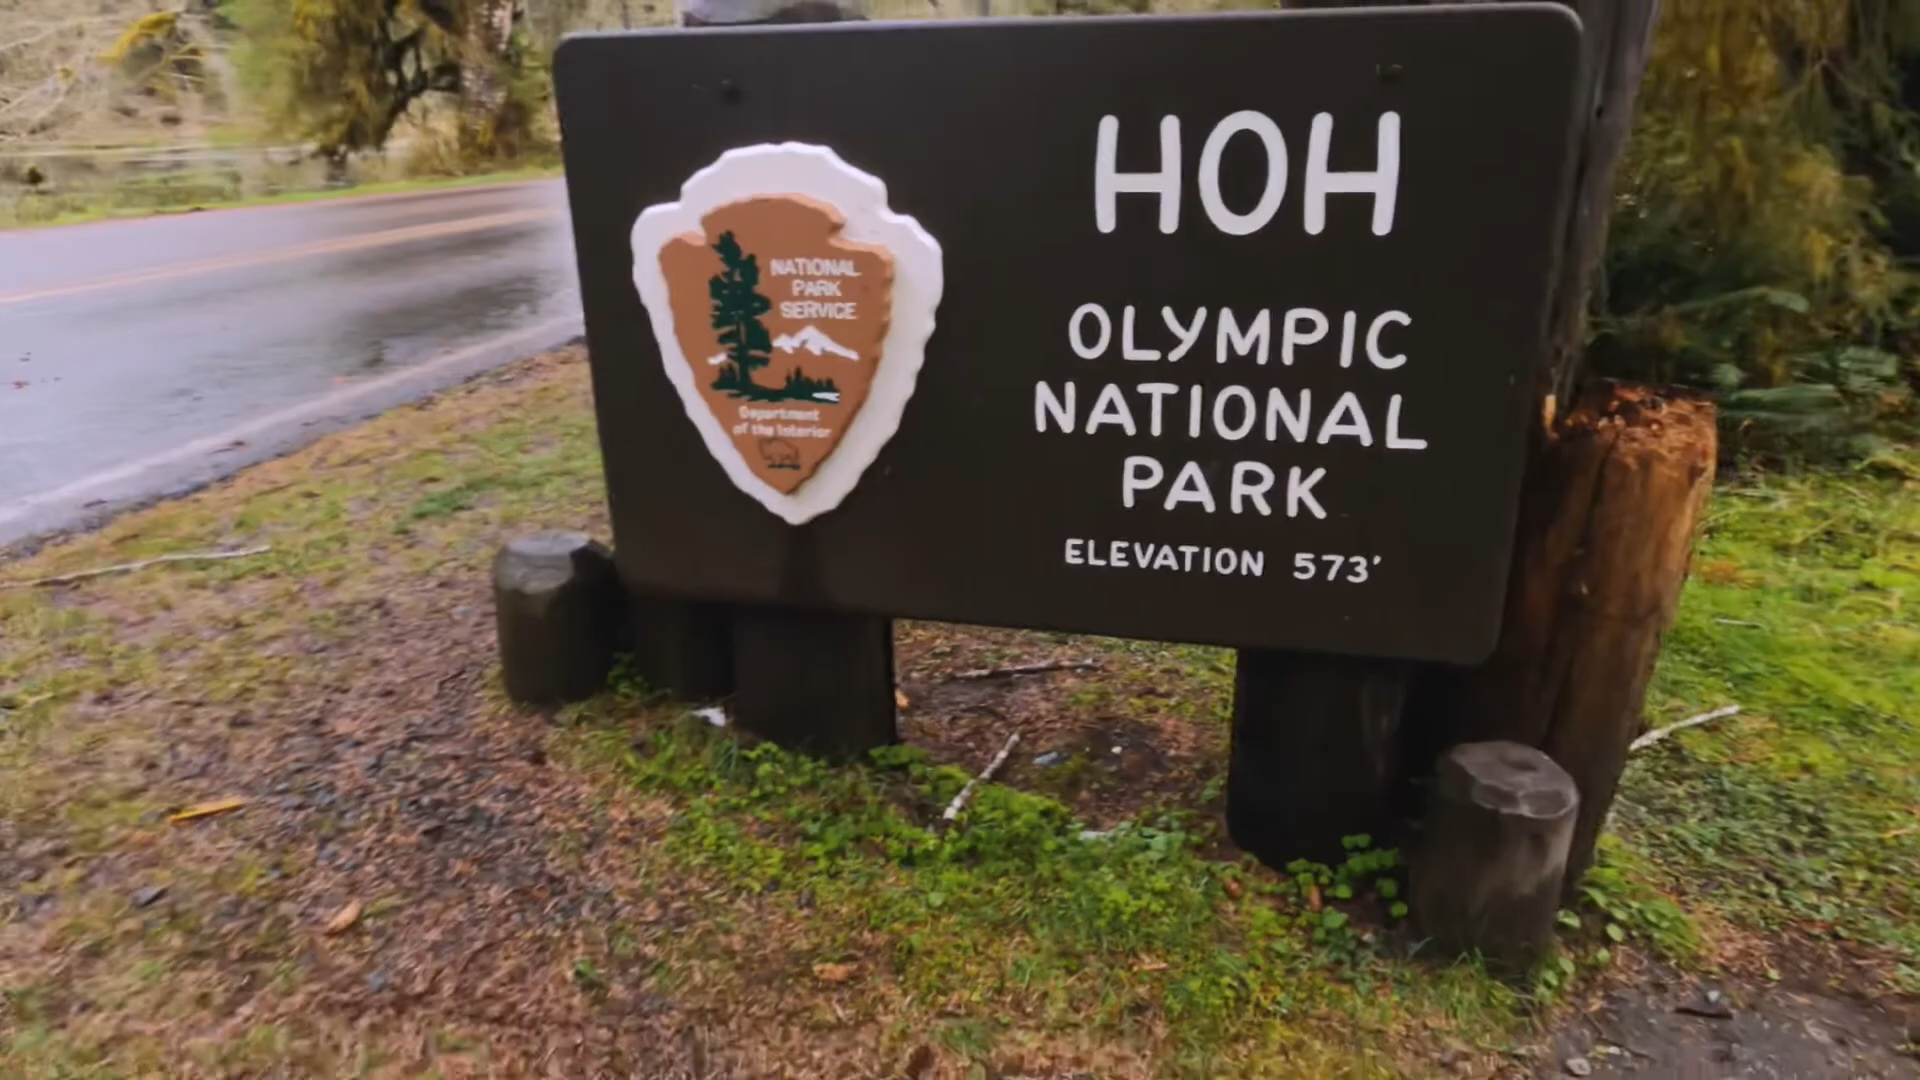 NATIONAL
PARK
SERVICE
Department
of the Interior
HOH
OLYMPIC
NATIONAL
PARK
ELEVATION 573'